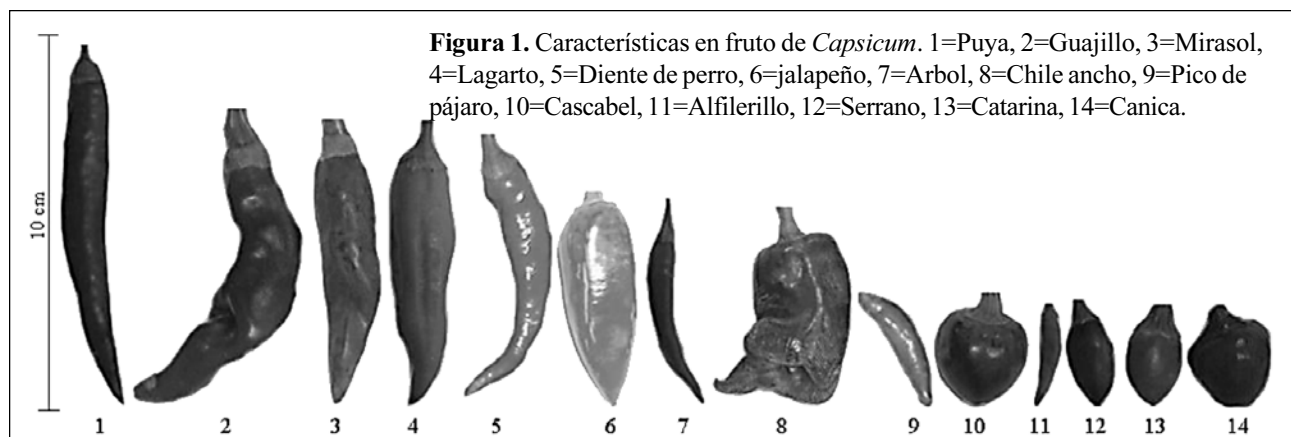 Figura 1. Características en fruto de Capsicum. 1=Puya, 2=Guajillo, 3=Mirasol,
4=Lagarto, 5=Diente de perro, 6=jalapeño, 7=Arbol, 8=Chile ancho, 9=Pico de
pájaro, 10=Cascabel, 11=Alfilerillo, 12=Serrano, 13=Catarina, 14=Canica.
10 cm
1 2 3 4 5 6 7 8 9 10 11 12 13 14